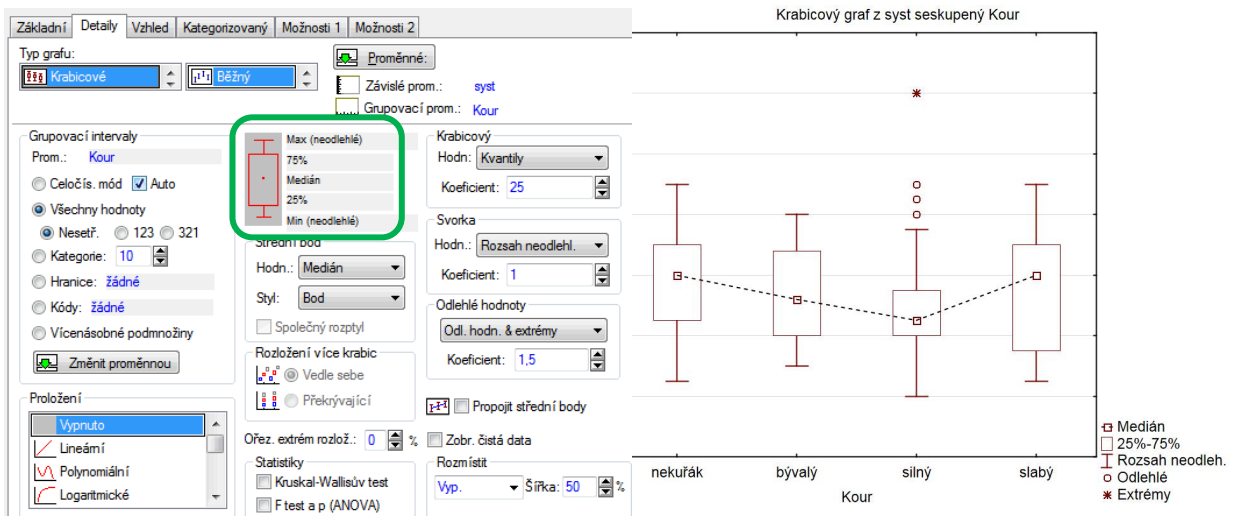 Základní Detaily Vzhled Kategorizovaný Možnosti 1 Možnosti 2
Typ grafu:
Krabicové
Běžný
Proměnné:
Závislé prom.: syst
Grupovací prom.: Kour
Grupovací intervaly
Prom.: Kour
Celočís. mód Auto
Všechny hodnoty
Nesetř. 123 321
Kategorie: 10
Hranice: žádné
Kódy: žádné
Vícenásobné podmnožiny
Změnit proměnnou
Proložení
Vypnuto
Lineární
Polynomiální
Logaritmické
Max (neodlehlé)
75%
Medián
25%
Min (neodlehlé)
Střední bod
Hodn.: Medián
Styl: Bod
Společný rozptyl
Rozložení více krabic
Vedle sebe
Překrývající
Ořez. extrém rozlož.: 0 %
Statistiky
Kruskal-Wallisův test
F test a p (ANOVA)
Krabicový
Hodn: Kvantily
Koeficient: 25
Svorka
Hodn.: Rozsah neodlehl.
Koeficient: 1
Odlehlé hodnoty
Odl. hodn. & extrémy
Koeficient: 1,5
Propojit střední body
Zobr. čistá data
Rozmístit
Vyp. Šířka: 50 %
Krabicový graf z syst seskupený Kour
nekuřák bývalý silný slabý
Kour
Medián
25%-75%
Rozsah neodleh.
Odlehlé
Extrémy